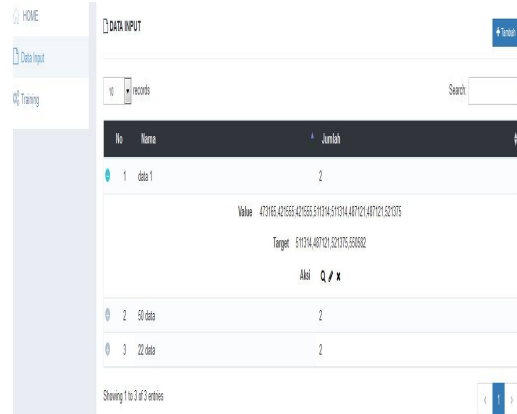 HOME
Data Input
Training
DATA INPUT
+ Tambah
10 records
Search:
No Nama Jumlah
1 data 1 2
Value 473165,421555;421555,511314;511314,487121;487121,521375
Target 511314,487121,521375,550582
Aksi
2 50 data 2
3 22 data 2
Showing 1 to 3 of 3 entries
1